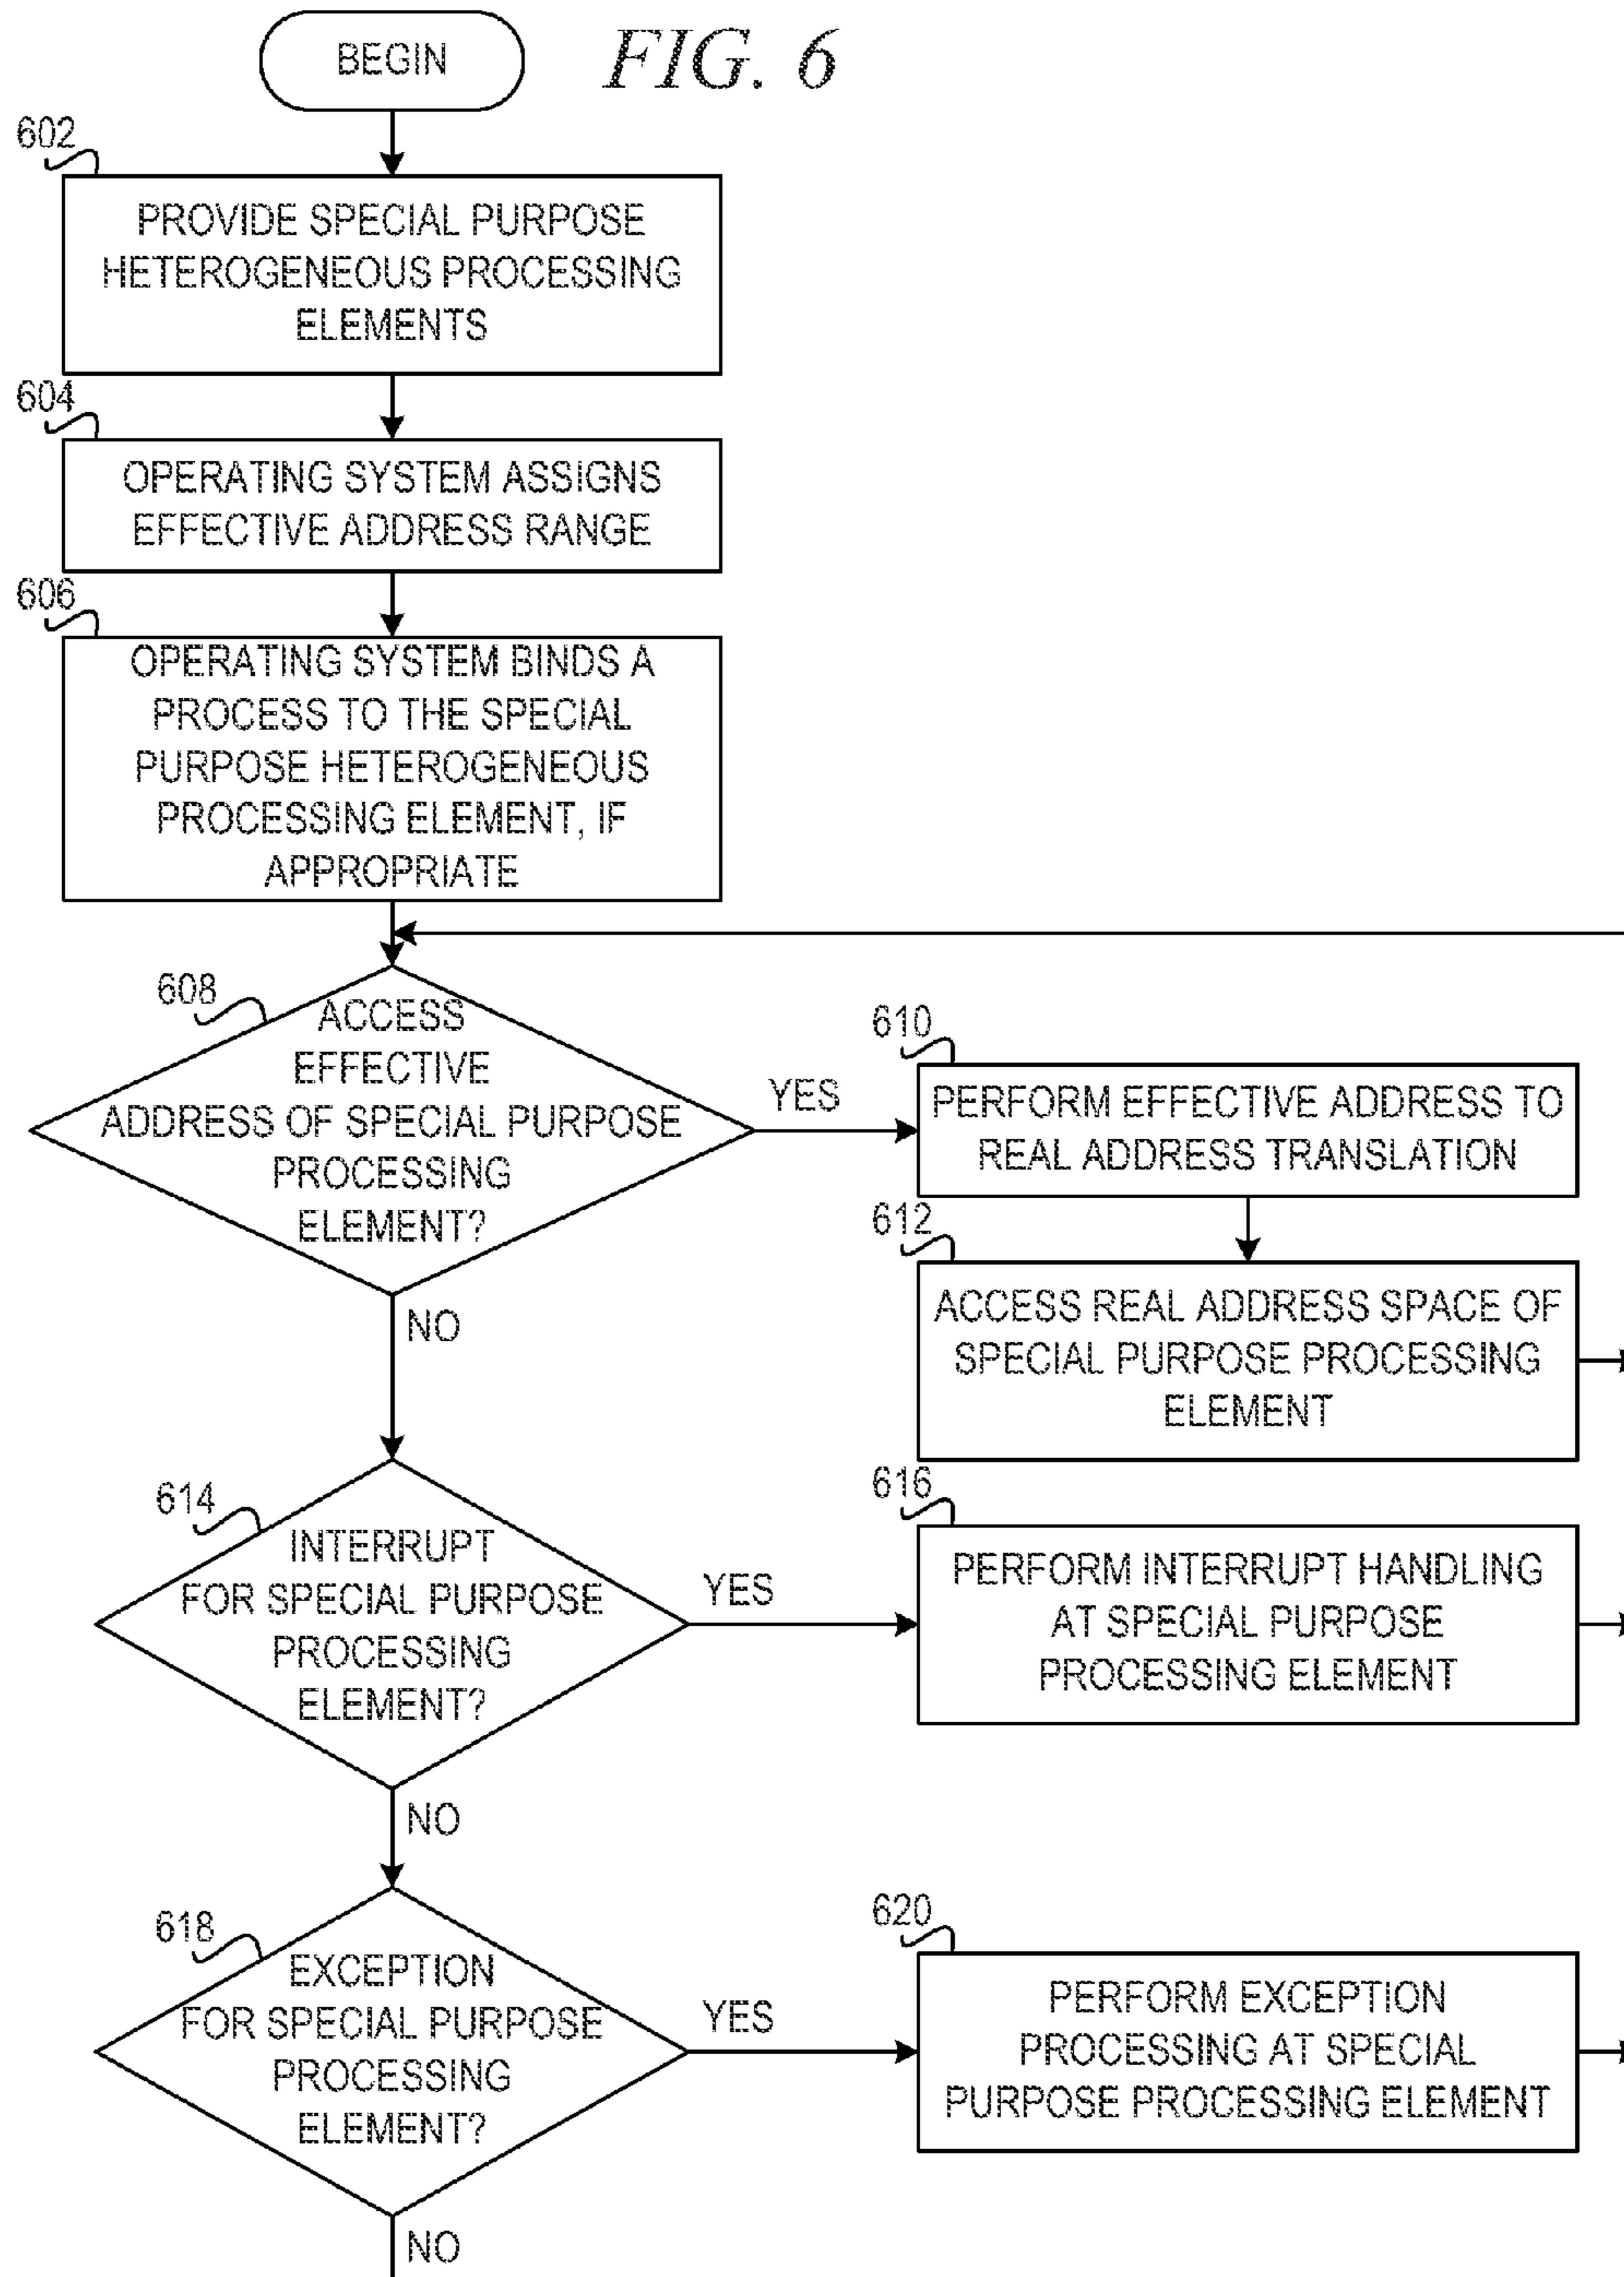 BEGIN
FIG. 6
602
PROVIDE SPECIAL PURPOSE
HETEROGENEOUS PROCESSING
ELEMENTS
604
OPERATING SYSTEM ASSIGNS
EFFECTIVE ADDRESS RANGE
606
OPERATING SYSTEM BINDS A
PROCESS TO THE SPECIAL
PURPOSE HETEROGENEOUS
PROCESSING ELEMENT, IF
APPROPRIATE
608
ACCESS
EFFECTIVE
ADDRESS OF SPECIAL PURPOSE
PROCESSING
ELEMENT?
YES
610
PERFORM EFFECTIVE ADDRESS TO
REAL ADDRESS TRANSLATION
612
ACCESS REAL ADDRESS SPACE OF
SPECIAL PURPOSE PROCESSING
ELEMENT
NO
614
INTERRUPT
FOR SPECIAL PURPOSE
PROCESSING
ELEMENT?
YES
616
PERFORM INTERRUPT HANDLING
AT SPECIAL PURPOSE
PROCESSING ELEMENT
NO
618
EXCEPTION
FOR SPECIAL PURPOSE
PROCESSING
ELEMENT?
YES
620
PERFORM EXCEPTION
PROCESSING AT SPECIAL
PURPOSE PROCESSING ELEMENT
NO